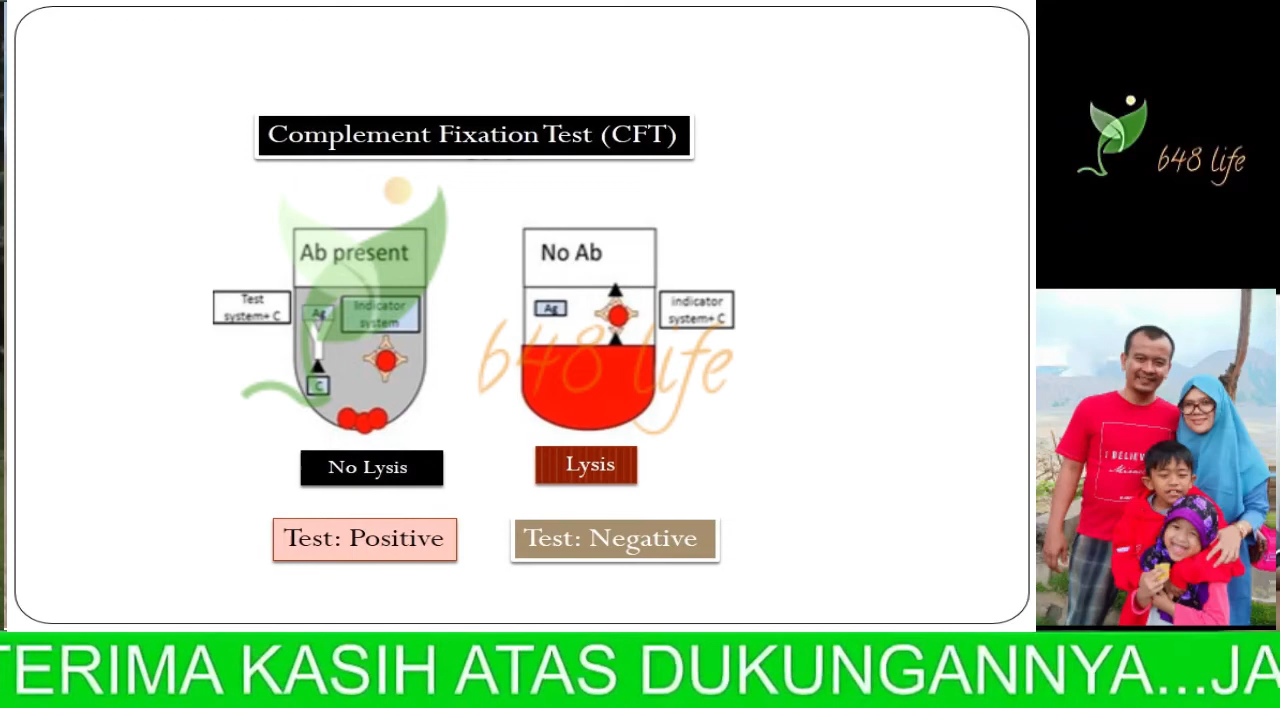 Complement Fixation Test (CFT)
Ab present
No Ab
Test
system+ C
Ag
Indicator
system
C
Ag
indicator
system+ C
648 life
No Lysis
Lysis
Test: Positive
Test: Negative
648 life
I BELIEV
TERIMA KASIH ATAS DUKUNGANNYA...JA